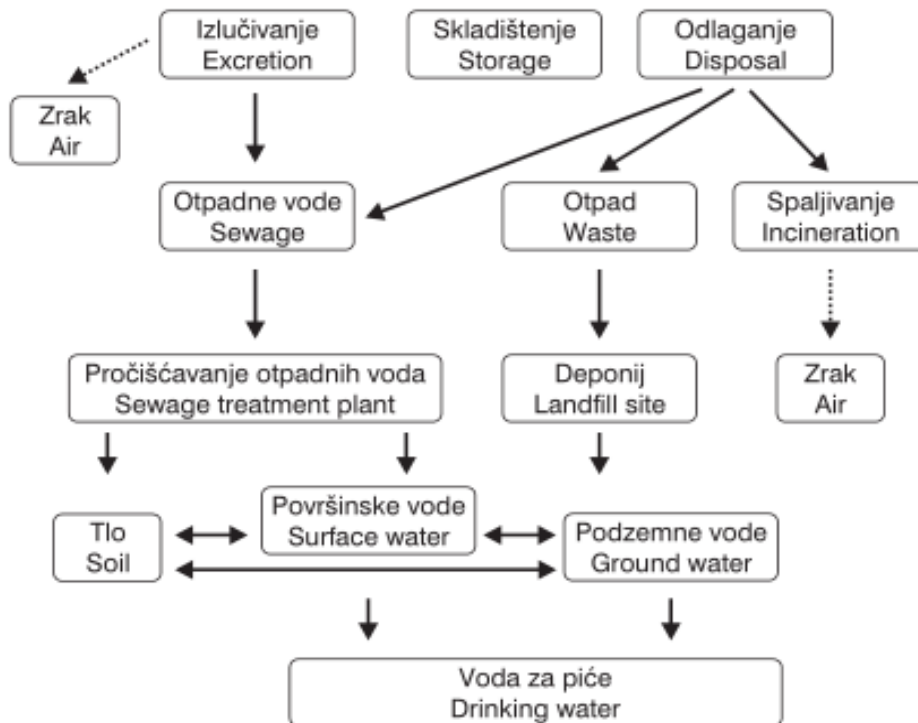 Izlučivanje
Excretion
Skladištenje
Storage
Odlaganje
Disposal
Zrak
Air
Otpadne vode
Sewage
Otpad
Waste
Spaljivanje
Incineration
Pročišćavanje otpadnih voda
Sewage treatment plant
Deponij
Landfill site
Zrak
Air
Tlo
Soil
Površinske vode
Surface water
Podzemne vode
Ground water
Voda za piće
Drinking water